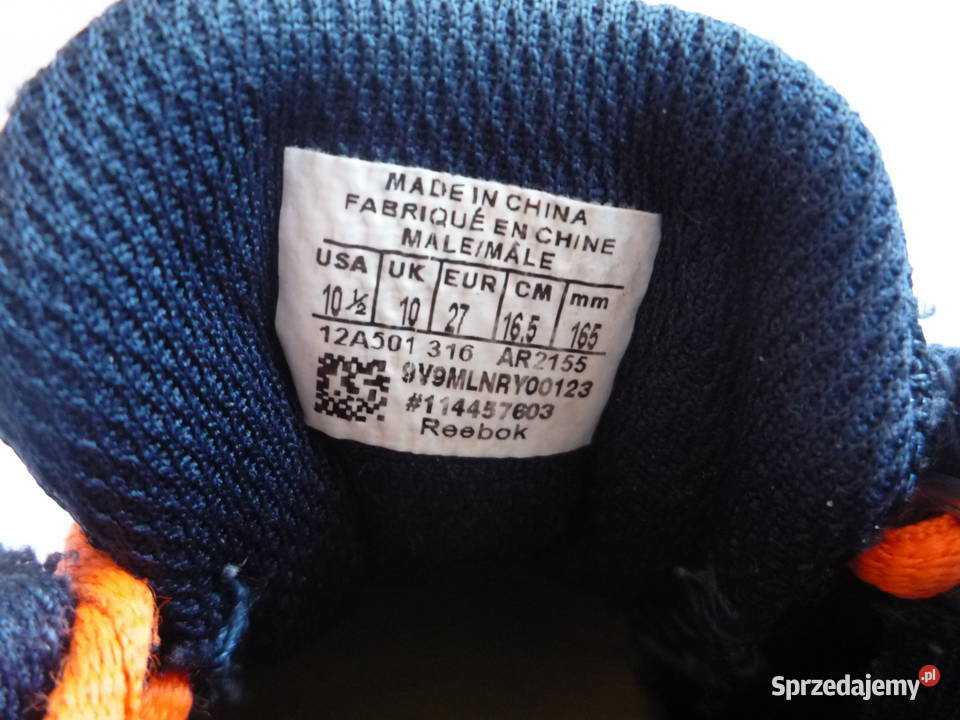 MADE IN CHINA
FABRIQUÉ EN CHINE
MALE/MÂLE
USA UK EUR CM mm
10 ½ 10 27 16.5 165
12A501 316 AR2155
9V9MLNRY00123
#114457603
Reebok
Sprzedajemy.pl